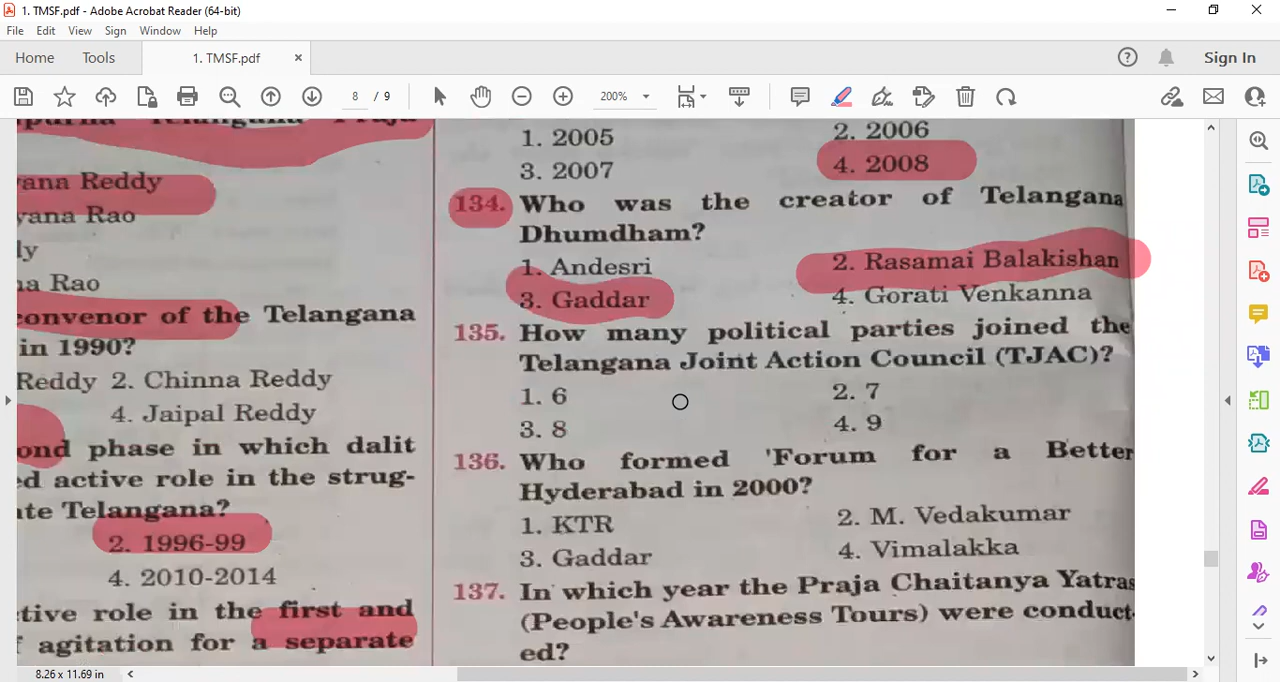 1. TMSF.pdf - Adobe Acrobat Reader (64-bit)
File Edit View Sign Window Help
Home Tools 1. TMSF.pdf × Sign In
8 / 9 200%
Telangana Praja
ana Reddy
yana Rao
ly
na Rao
convenor of the Telangana
in 1990?
Reddy 2. Chinna Reddy
4. Jaipal Reddy
ond phase in which dalit
ed active role in the strug-
ate Telangana?
2. 1996-99
4. 2010-2014
tive role in the first and
agitation for a separate
1. 2005 2. 2006
3. 2007 4. 2008
134. Who was the creator of Telangana
Dhumdham?
1. Andesri 2. Rasamai Balakishan
3. Gaddar 4. Gorati Venkanna
135. How many political parties joined the
Telangana Joint Action Council (TJAC)?
1. 6 2. 7
3. 8 4. 9
136. Who formed 'Forum for a Better
Hyderabad in 2000?
1. KTR 2. M. Vedakumar
3. Gaddar 4. Vimalakka
137. In which year the Praja Chaitanya Yatras
(People's Awareness Tours) were conduct-
ed?
8.26 x 11.69 in